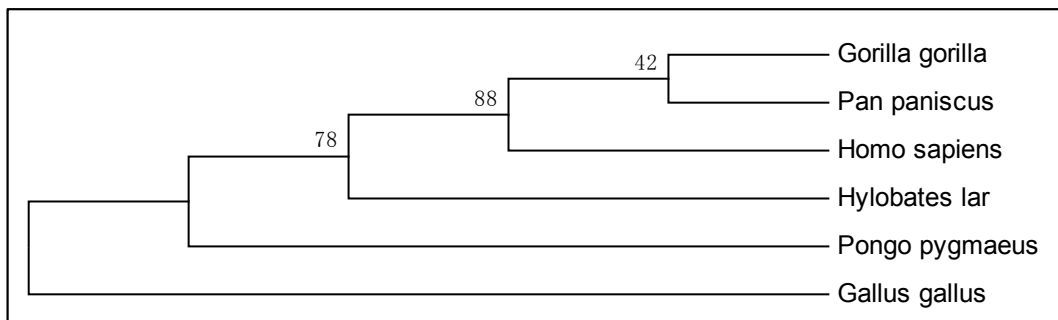 Gorilla gorilla
42
Pan paniscus
88
Homo sapiens
78
Hylobates lar
Pongo pygmaeus
Gallus gallus